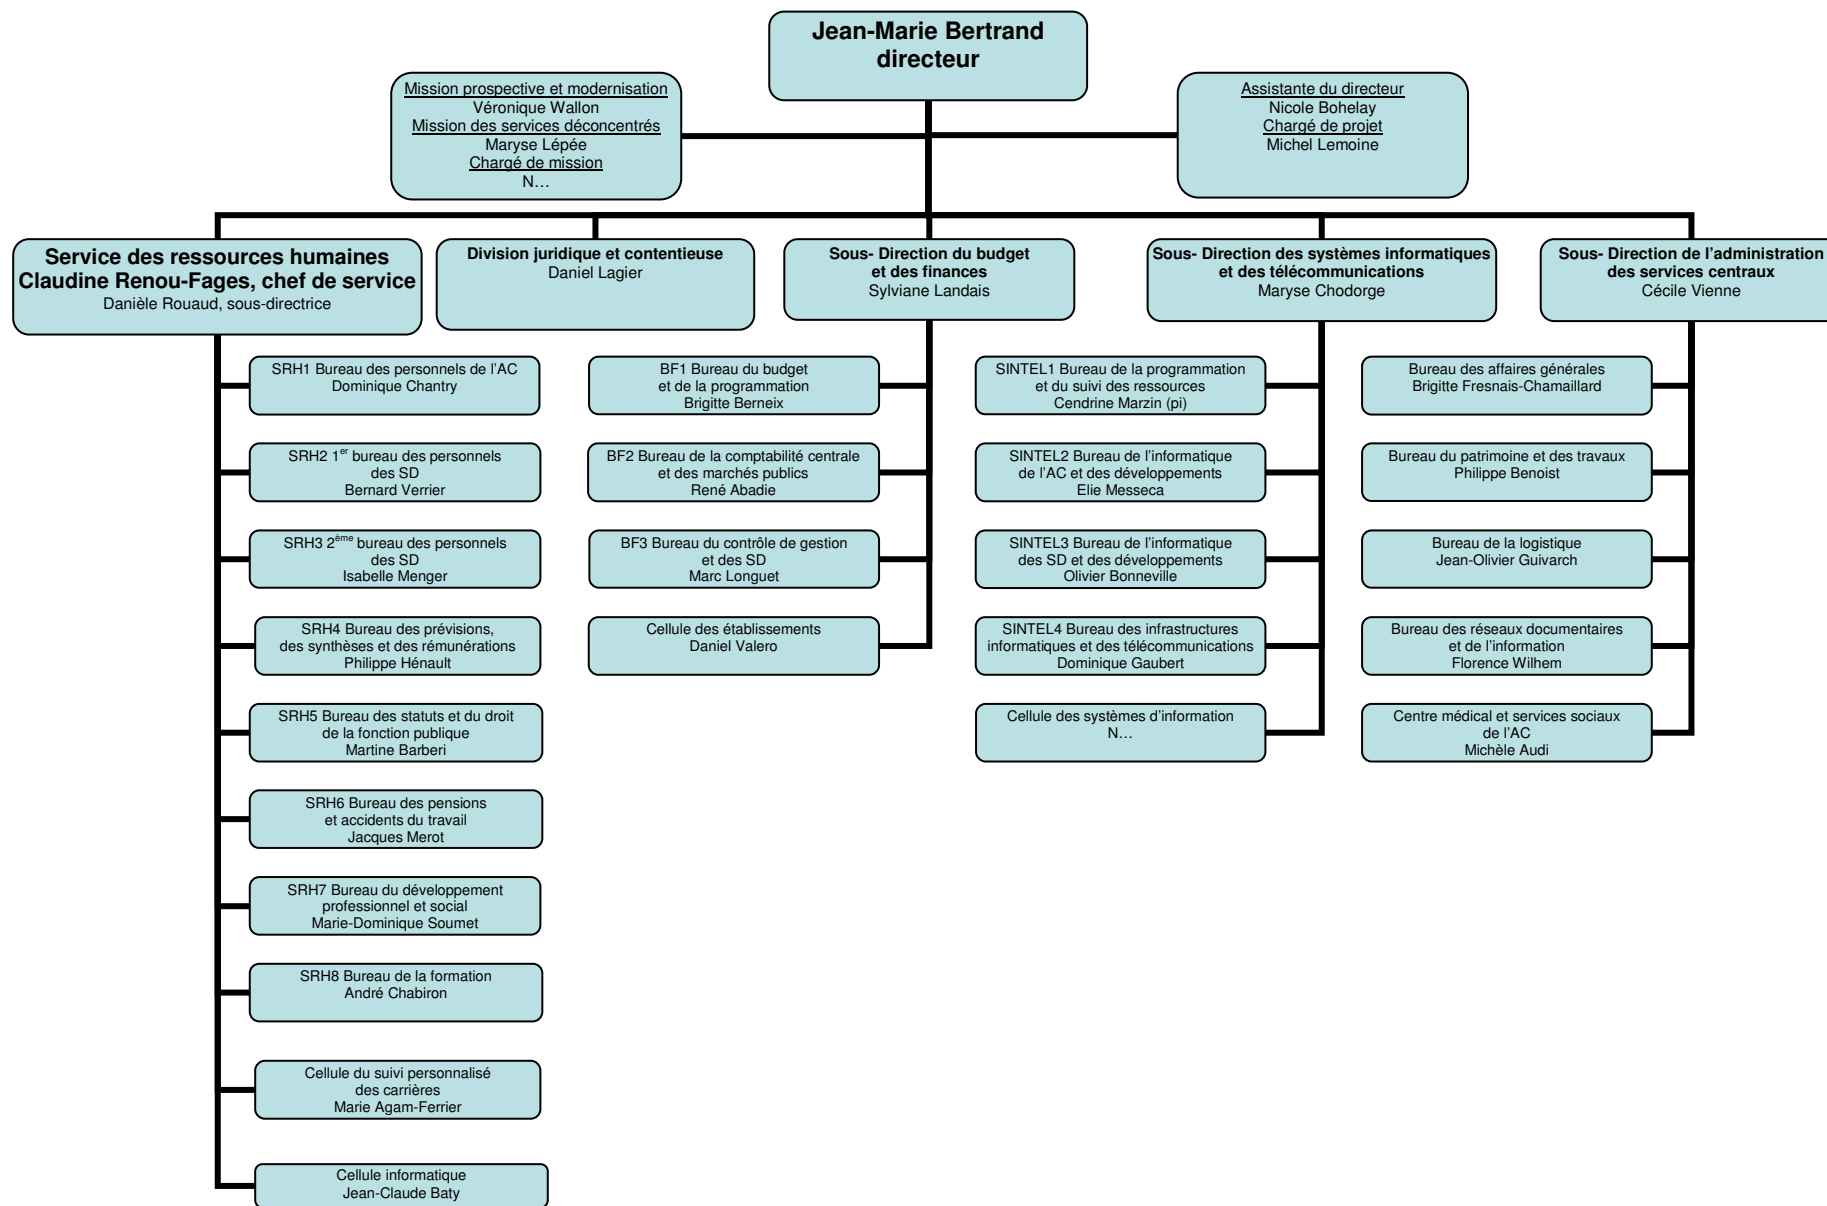 Jean-Marie Bertrand
directeur
Mission prospective et modernisation
Véronique Wallon
Mission des services déconcentrés
Maryse Lépée
Chargé de mission
N…
Assistante du directeur
Nicole Bohelay
Chargé de projet
Michel Lemoine
Service des ressources humaines
Claudine Renou-Fages, chef de service
Danièle Rouaud, sous-directrice
Division juridique et contentieuse
Daniel Lagier
Sous- Direction du budget
et des finances
Sylviane Landais
Sous- Direction des systèmes informatiques
et des télécommunications
Maryse Chodorge
Sous- Direction de l’administration
des services centraux
Cécile Vienne
SRH1 Bureau des personnels de l’AC
Dominique Chantry
SRH2 1er bureau des personnels
des SD
Bernard Verrier
SRH3 2ème bureau des personnels
des SD
Isabelle Menger
SRH4 Bureau des prévisions,
des synthèses et des rémunérations
Philippe Hénault
SRH5 Bureau des statuts et du droit
de la fonction publique
Martine Barberi
SRH6 Bureau des pensions
et accidents du travail
Jacques Merot
SRH7 Bureau du développement
professionnel et social
Marie-Dominique Soumet
SRH8 Bureau de la formation
André Chabiron
Cellule du suivi personnalisé
des carrières
Marie Agam-Ferrier
Cellule informatique
Jean-Claude Baty
BF1 Bureau du budget
et de la programmation
Brigitte Berneix
BF2 Bureau de la comptabilité centrale
et des marchés publics
René Abadie
BF3 Bureau du contrôle de gestion
et des SD
Marc Longuet
Cellule des établissements
Daniel Valero
SINTEL1 Bureau de la programmation
et du suivi des ressources
Cendrine Marzin (pi)
SINTEL2 Bureau de l’informatique
de l’AC et des développements
Elie Messeca
SINTEL3 Bureau de l’informatique
des SD et des développements
Olivier Bonneville
SINTEL4 Bureau des infrastructures
informatiques et des télécommunications
Dominique Gaubert
Cellule des systèmes d’information
N…
Bureau des affaires générales
Brigitte Fresnais-Chamaillard
Bureau du patrimoine et des travaux
Philippe Benoist
Bureau de la logistique
Jean-Olivier Guivarch
Bureau des réseaux documentaires
et de l’information
Florence Wilhem
Centre médical et services sociaux
de l’AC
Michèle Audi